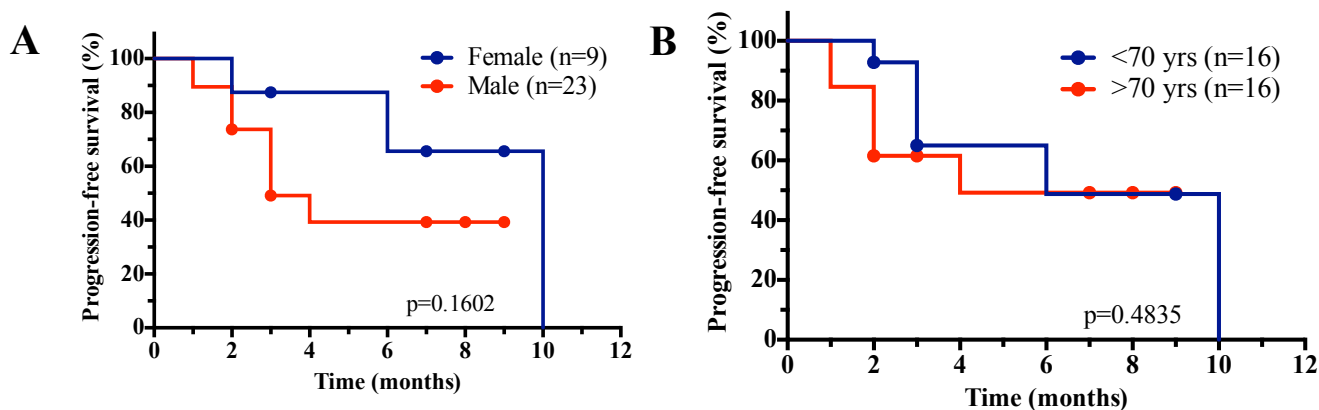 A
Progression-free survival (%)
100
80
60
40
20
0
Female (n=9)
Male (n=23)
p=0.1602
0 2 4 6 8 10 12
Time (months)
B
Progression-free survival (%)
100
80
60
40
20
0
<70 yrs (n=16)
>70 yrs (n=16)
p=0.4835
0 2 4 6 8 10 12
Time (months)